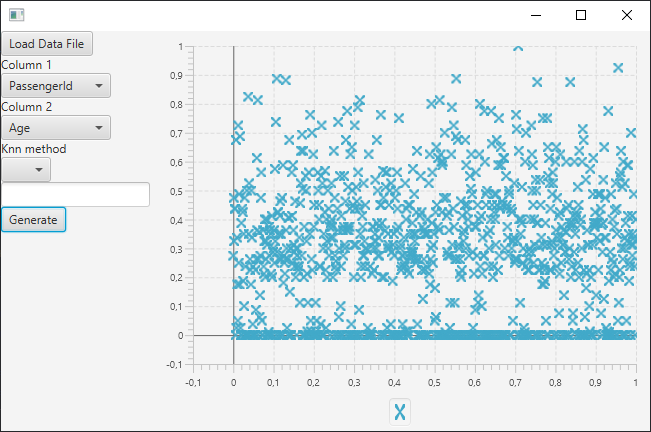 Load Data File
Column 1
PassengerId
Column 2
Age
Knn method
Generate
1
0,9
0,8
0,7
0,6
0,5
0,4
0,3
0,2
0,1
0
-0,1
-0,1 0 0,1 0,2 0,3 0,4 0,5 0,6 0,7 0,8 0,9 1